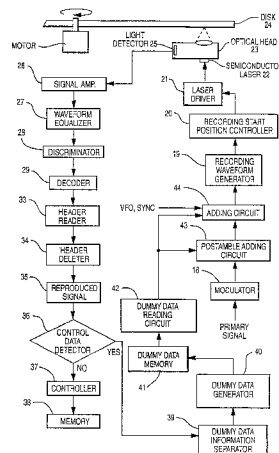 DISK
24
MOTOR
LIGHT
DETECTOR 25
OPTICAL HEAD
23
SEMICONDUCTO
LASER 22
26
SIGNAL AMP.
21
LASER
DRIVER
27
WAVEFORM
EQUALIZER
20
RECORDING START
POSITION CONTROLLER
28
DISCRIMINATOR
19
RECORDING
WAVEFORM
GENERATOR
29
DECODER
44
33
HEADER
READER
VFO, SYNC
ADDING CIRCUIT
43
34
HEADER
DELETER
POSTAMBLE ADDING
CIRCUIT
42
35
REPRODUCED
SIGNAL
DUMMY DATA
READING
CIRCUIT
16
MOCULATOR
36
CONTROL
DATA
DETECTOR
YES
PRIMARY
SIGNAL
NO
DUMMY DATA
MEMORY
41
40
DUMMY DATA
GENERATOR
37
CONTROLLER
38
MEMORY
39
DUMMY DATA
INFORMATION
SEPARATOR